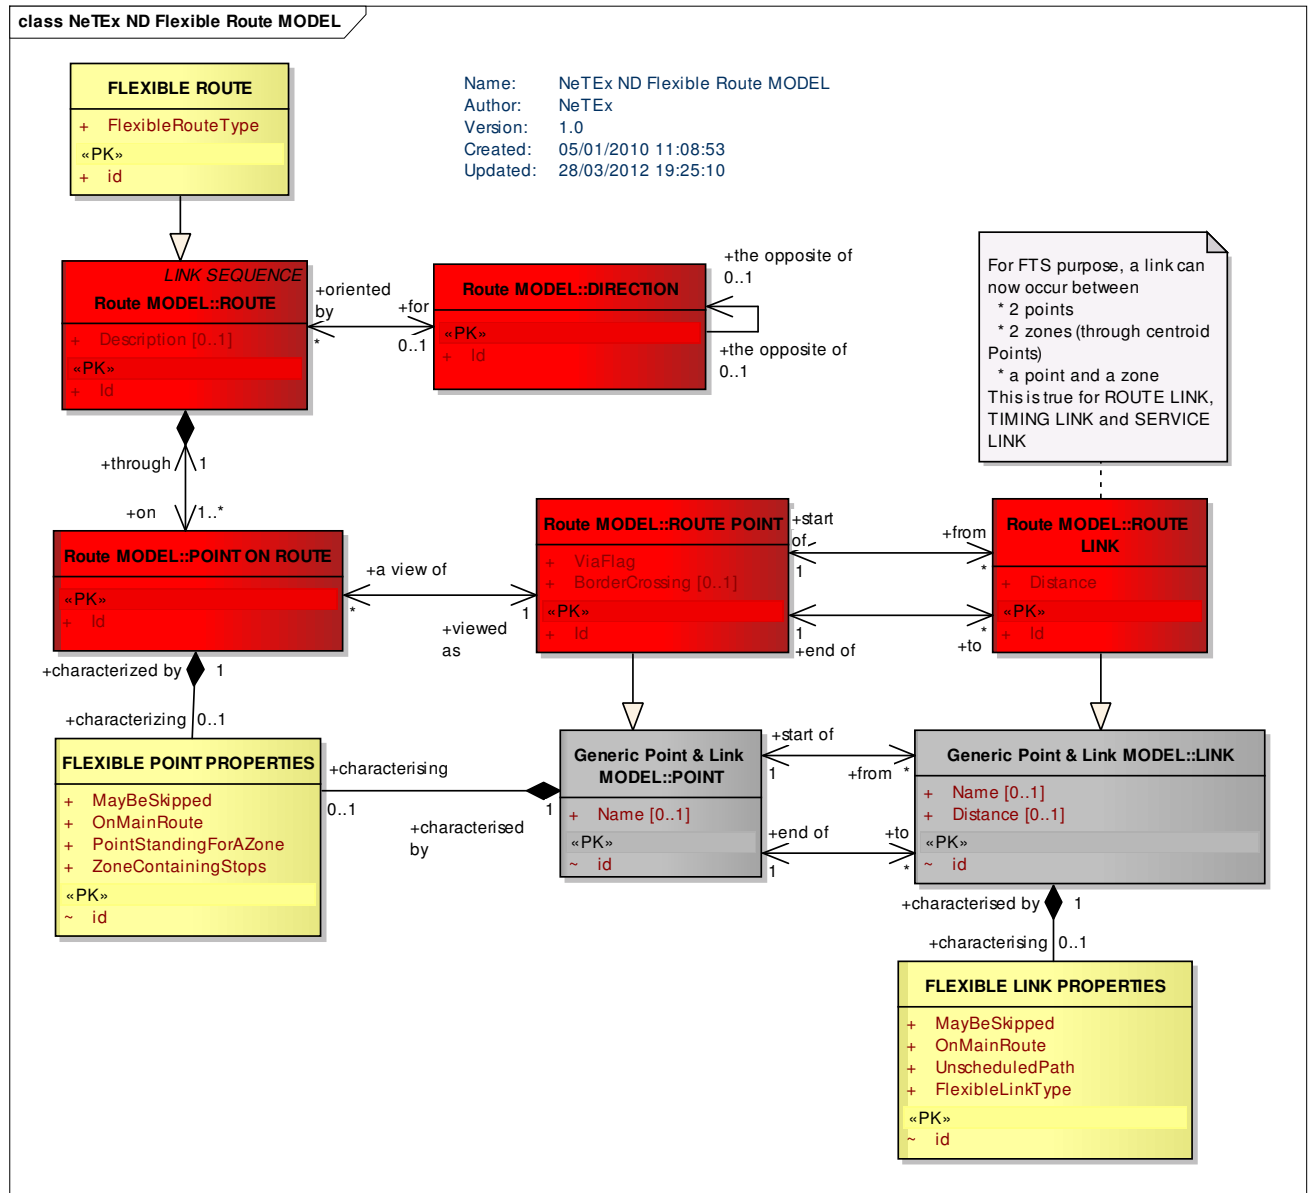 class NeTEx ND Flexible Route MODEL
FLEXIBLE ROUTE
+ FlexibleRouteType
«PK»
+ id
Name: NeTEx ND Flexible Route MODEL
Author: NeTEx
Version: 1.0
Created: 05/01/2010 11:08:53
Updated: 28/03/2012 19:25:10
LINK SEQUENCE
Route MODEL::ROUTE
+ Description [0..1]
«PK»
+ id
+oriented
by
*
+for
0..1
Route MODEL::DIRECTION
«PK»
+ Id
+the opposite of
0..1
+the opposite of
0..1
For FTS purpose, a link can
now occur between
* 2 points
* 2 zones (through centroid
Points)
* a point and a zone
This is true for ROUTE LINK,
TIMING LINK and SERVICE
LINK
+through
1
+on
1..*
Route MODEL::POINT ON ROUTE
«PK»
+ Id
+a view of
*
1
+viewed
as
Route MODEL::ROUTE POINT
+ ViaFlag
+ BorderCrossing [0..1]
«PK»
+ Id
+start
of
1
+from
*
1
+end of
*
+to
Route MODEL::ROUTE
LINK
+ Distance
«PK»
+ Id
+characterized by
1
+characterizing
0..1
FLEXIBLE POINT PROPERTIES
+ MayBeSkipped
+ OnMainRoute
+ PointStandingForAZone
+ ZoneContainingStops
«PK»
~ id
+characterising
0..1
+characterised
by
1
Generic Point & Link
MODEL::POINT
+ Name [0..1]
«PK»
~ id
+start of
1
+from
*
+end of
1
+to
*
Generic Point & Link MODEL::LINK
+ Name [0..1]
+ Distance [0..1]
«PK»
~ id
+characterised by
1
+characterising
0..1
FLEXIBLE LINK PROPERTIES
+ MayBeSkipped
+ OnMainRoute
+ UnscheduledPath
+ FlexibleLinkType
«PK»
~ id